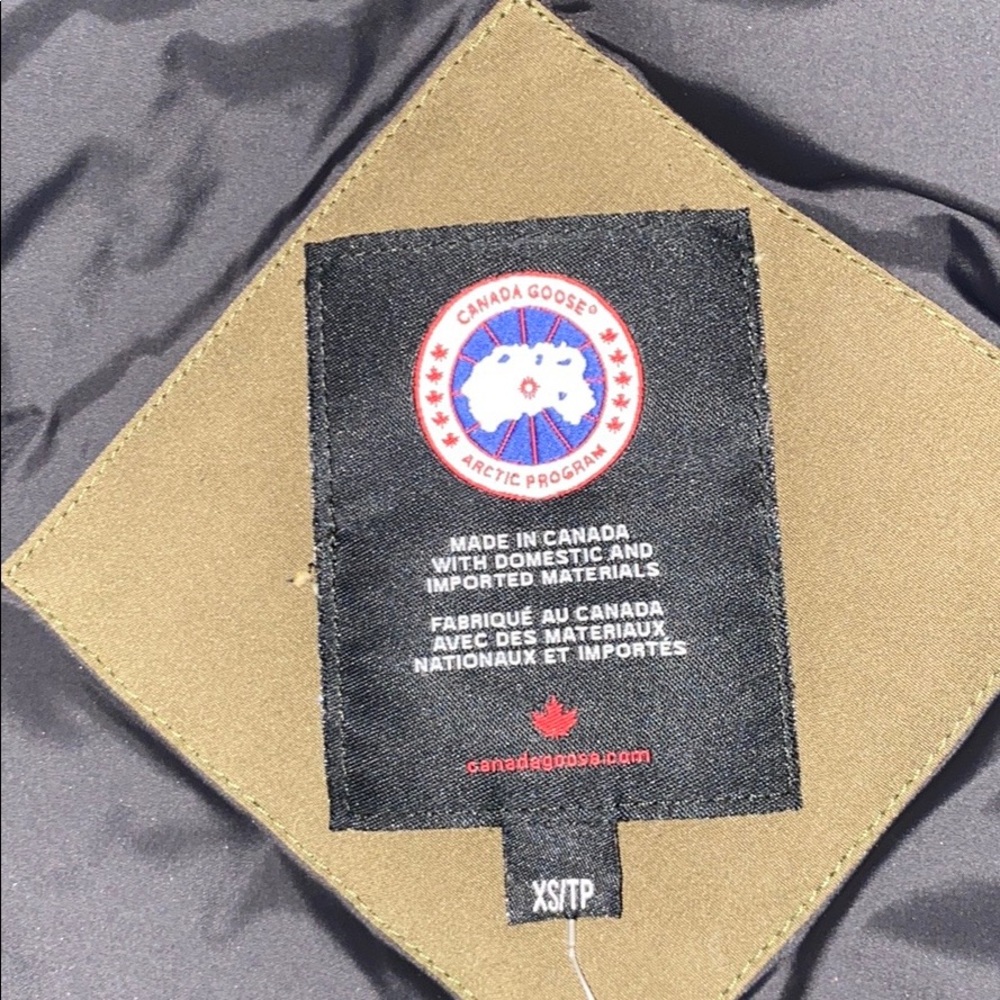 CANADA GOOSE®
ARCTIC PROGRAM
MADE IN CANADA
WITH DOMESTIC AND
IMPORTED MATERIALS
FABRIQUÉ AU CANADA
AVEC DES MATERIAUX
NATIONAUX ET IMPORTÉS
canadagoose.com
XS/TP